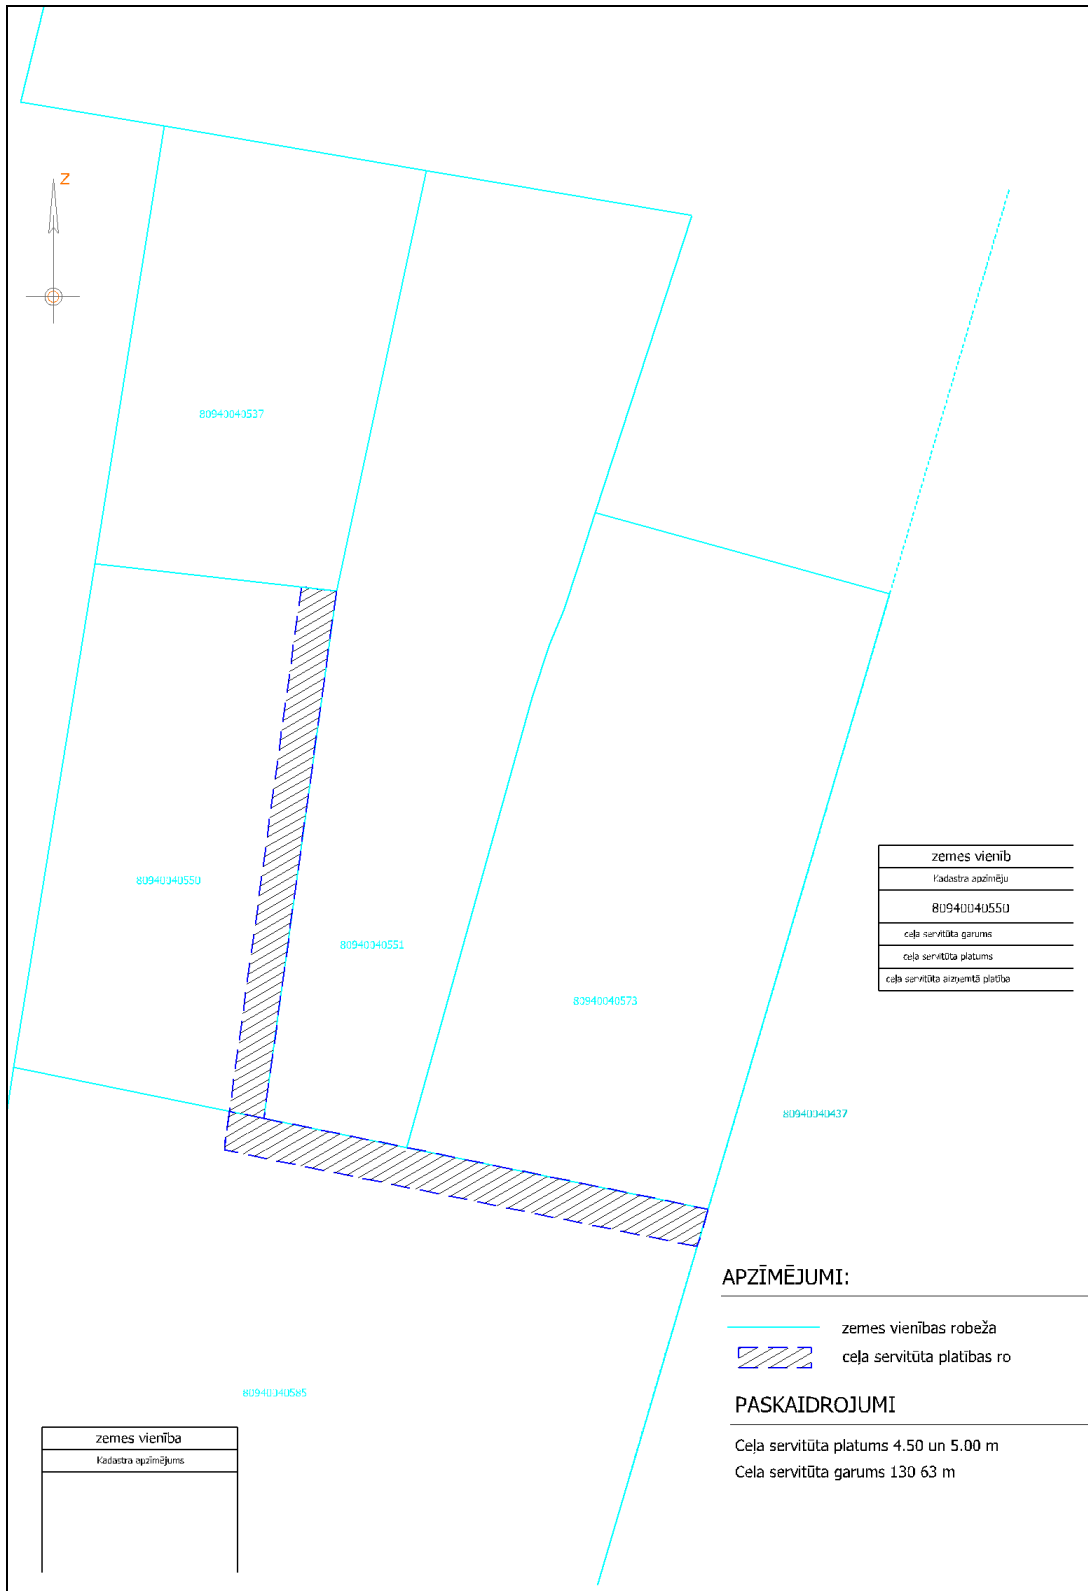 Z
80940040537
80940040550
80940040551
80940040573
80940040437
zemes vienīb
Kadastra apzīmēju
80940040550
ceļa servitūta garums
ceļa servitūta platums
ceļa servitūta aizņemtā platība
APZĪMĒJUMI:
zemes vienības robeža
ceļa servitūta platības ro
80940040585
PASKAIDROJUMI
Ceļa servitūta platums 4.50 un 5.00 m
Ceļa servitūta garums 130 63 m
zemes vienība
Kadastra apzīmējums